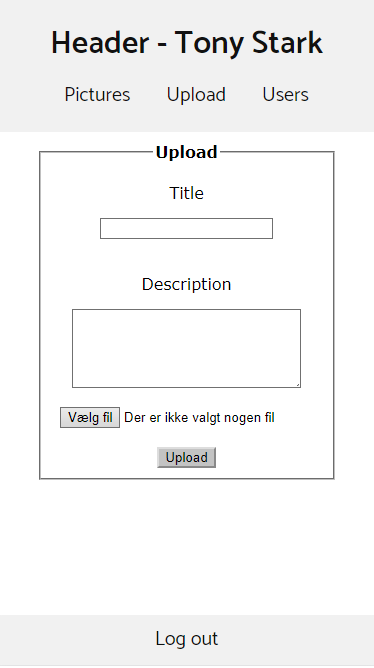 Header - Tony Stark
Pictures Upload Users
Upload
Title
Description
Vælg fil Der er ikke valgt nogen fil
Upload
Log out